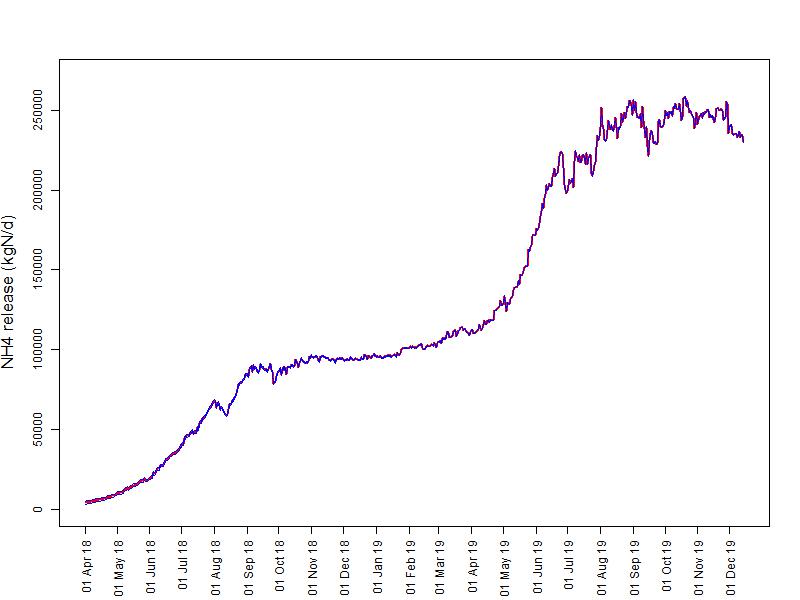 NH4 release (kgN/d)
250000
200000
150000
100000
50000
0
01 Apr 18
01 May 18
01 Jun 18
01 Jul 18
01 Aug 18
01 Sep 18
01 Oct 18
01 Nov 18
01 Dec 18
01 Jan 19
01 Feb 19
01 Mar 19
01 Apr 19
01 May 19
01 Jun 19
01 Jul 19
01 Aug 19
01 Sep 19
01 Oct 19
01 Nov 19
01 Dec 19